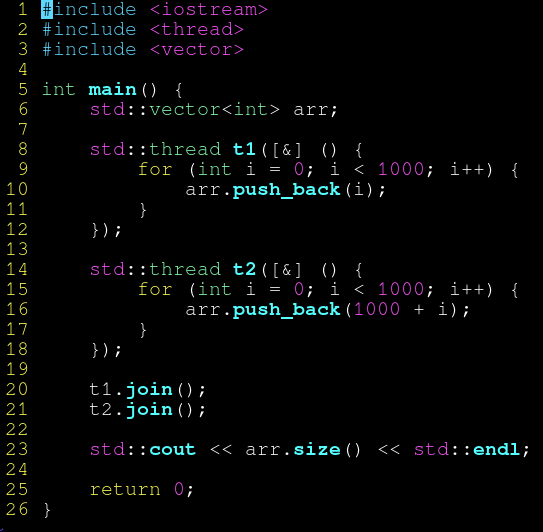 1 #include <iostream>
2 #include <thread>
3 #include <vector>
4
5 int main() {
6     std::vector<int> arr;
7
8     std::thread t1([&] () {
9         for (int i = 0; i < 1000; i++) {
10             arr.push_back(i);
11         }
12     });
13
14     std::thread t2([&] () {
15         for (int i = 0; i < 1000; i++) {
16             arr.push_back(1000 + i);
17         }
18     });
19
20     t1.join();
21     t2.join();
22
23     std::cout << arr.size() << std::endl;
24
25     return 0;
26 }